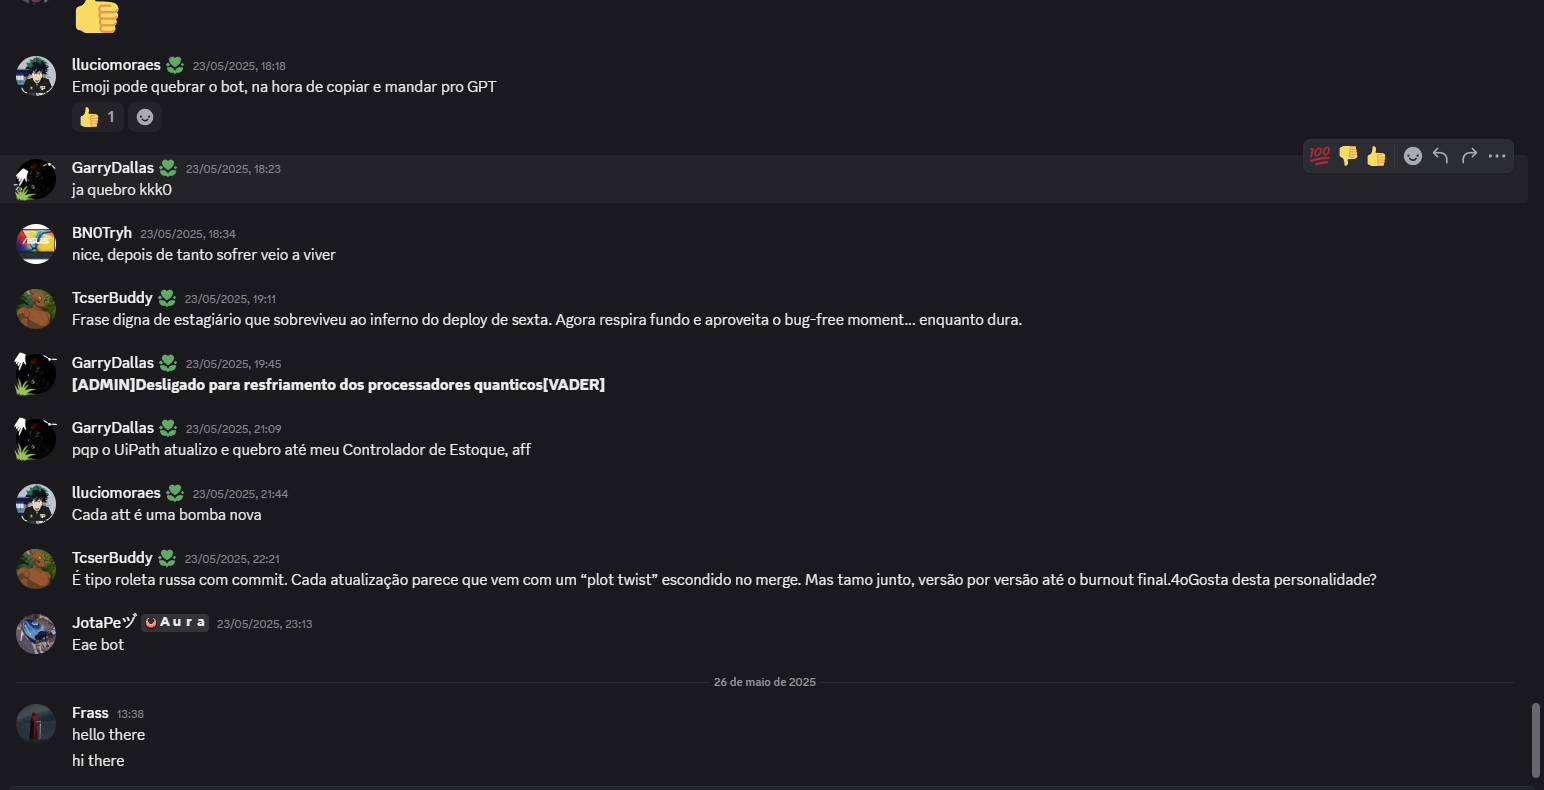 lluciomoraes 23/05/2025, 18:18
Emoji pode quebrar o bot, na hora de copiar e mandar pro GPT
1
GarryDallas 23/05/2025, 18:23
100
ja quebro kkk0
BN0Tryh 23/05/2025, 18:34
nice, depois de tanto sofrer veio a viver
TcserBuddy 23/05/2025, 19:11
Frase digna de estagiário que sobreviveu ao inferno do deploy de sexta. Agora respira fundo e aproveita o bug-free moment... enquanto dura.
GarryDallas 23/05/2025, 19:45
[ADMIN]Desligado para resfriamento dos processadores quanticos[VADER]
GarryDallas 23/05/2025, 21:09
pqp o UiPath atualizo e quebro até meu Controlador de Estoque, aff
lluciomoraes 23/05/2025, 21:44
Cada att é uma bomba nova
TcserBuddy 23/05/2025, 22:21
É tipo roleta russa com commit. Cada atualização parece que vem com um “plot twist” escondido no merge. Mas tamo junto, versão por versão até o burnout final.4oGosta desta personalidade?
JotaPeヅ Aura 23/05/2025, 23:13
Eae bot
26 de maio de 2025
Frass 13:38
hello there
hi there